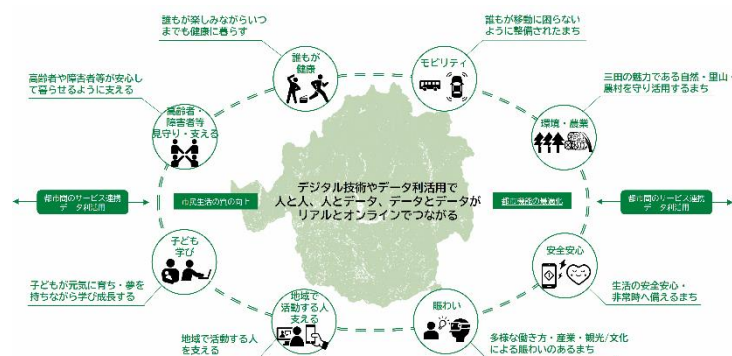 誰もが楽しみながらいつ
までも健康に暮らす
誰もが移動に困らない
ように整備されたまち
誰もが
健康
モビリティ
高齢者や障害者等が安心し
て暮らせるように支える
三田の魅力である自然・里山・
農村を守り活用するまち
高齢者・
障害者等
見守り・支える
環境・農業
デジタル技術やデータ利活用で
人と人、人とデータ、データとデータが
リアルとオンラインでつながる
都市間のサービス連携
データ利活用
市民生活の質の向上
都市機能の最適化
都市間のサービス連携
データ利活用
子ども
学び
安全安心
子どもが元気に育ち・夢を
持ちながら学び成長する
生活の安全安心・
非常時へ備えるまち
地域で
活動する人
支える
賑わい
地域で活動する人
を支える
多様な働き方・産業・観光/文化
による賑わいのあるまち